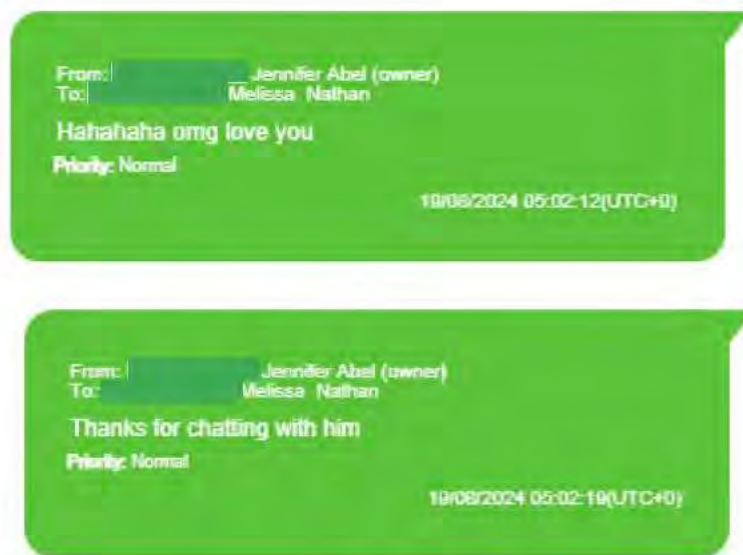 From: Jennifer Abel (owner)
To: Melissa Nathan
Hahahaha omg love you
Priority: Normal
19/08/2024 05:02:12(UTC+0)
From: Jennifer Abel (owner)
To: Melissa Nathan
Thanks for chatting with him
Priority: Normal
19/08/2024 05:02:19(UTC+0)